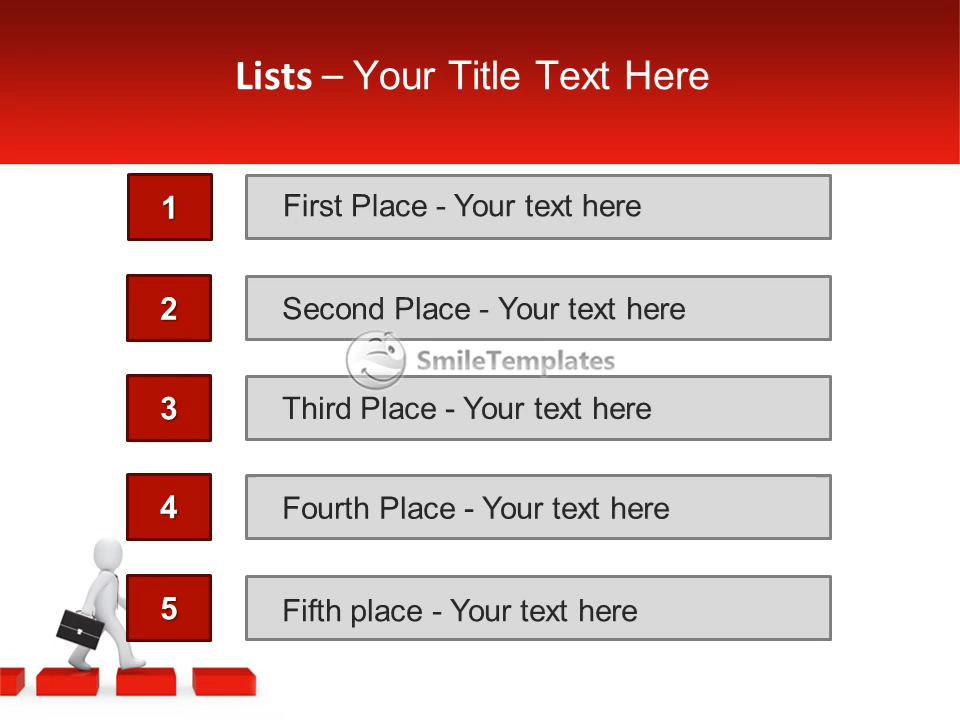 Lists – Your Title Text Here
1
First Place - Your text here
2
Second Place - Your text here
SmileTemplates
3
Third Place - Your text here
4
Fourth Place - Your text here
5
Fifth place - Your text here